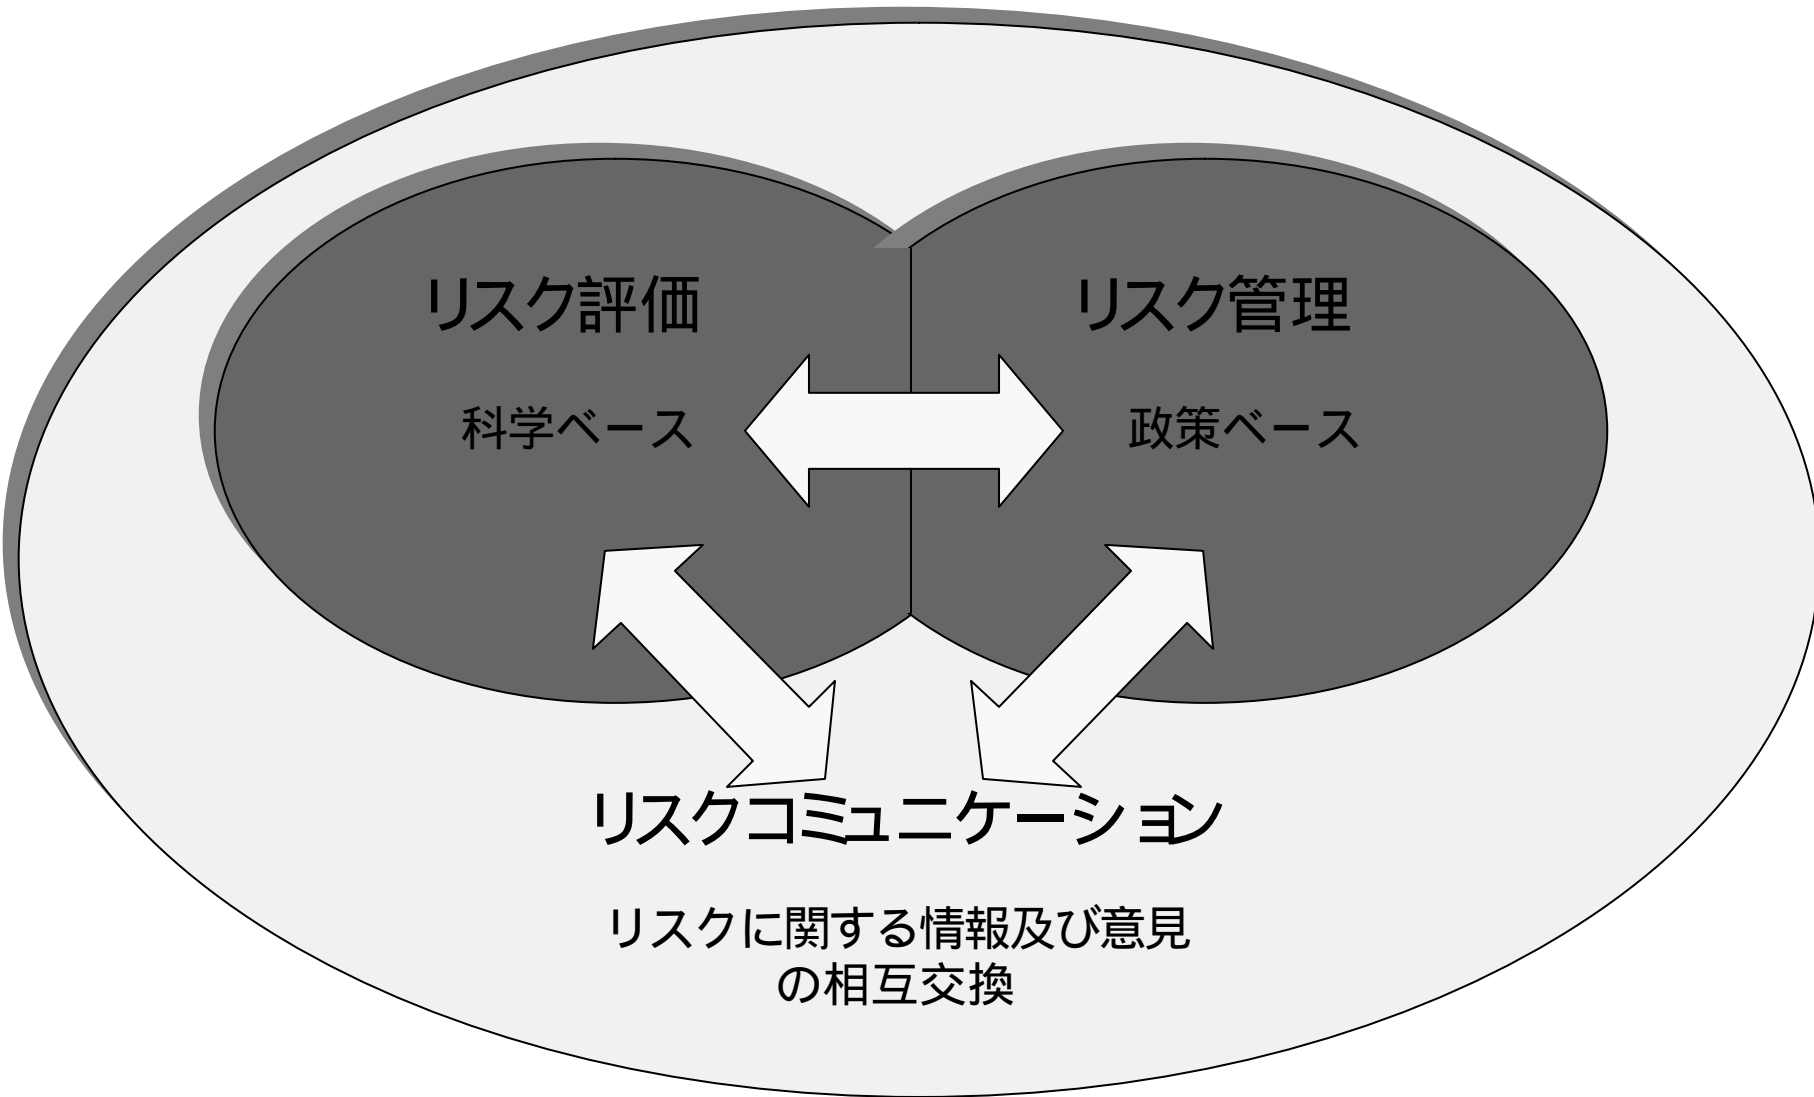 リスク評価
リスク管理
科学ベース
政策ベース
リスクコミュニケーション
リスクに関する情報及び意見
の相互交換